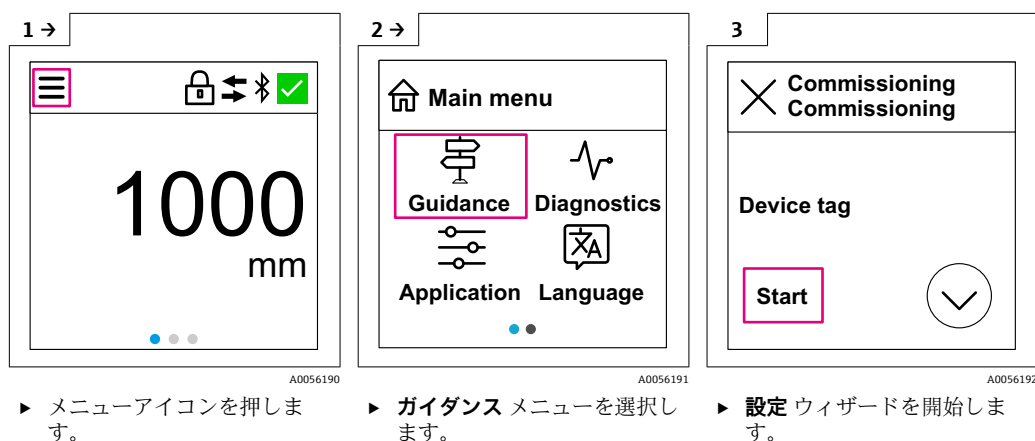 1 →
1000
mm
A0056190
▶ メニューアイコンを押しま
す。
2 →
Main menu
Guidance
Diagnostics
Application
Language
A0056191
▶ ガイダンス メニューを選択し
ます。
3
Commissioning
Commissioning
Device tag
Start
A0056192
▶ 設定 ウィザードを開始しま
す。